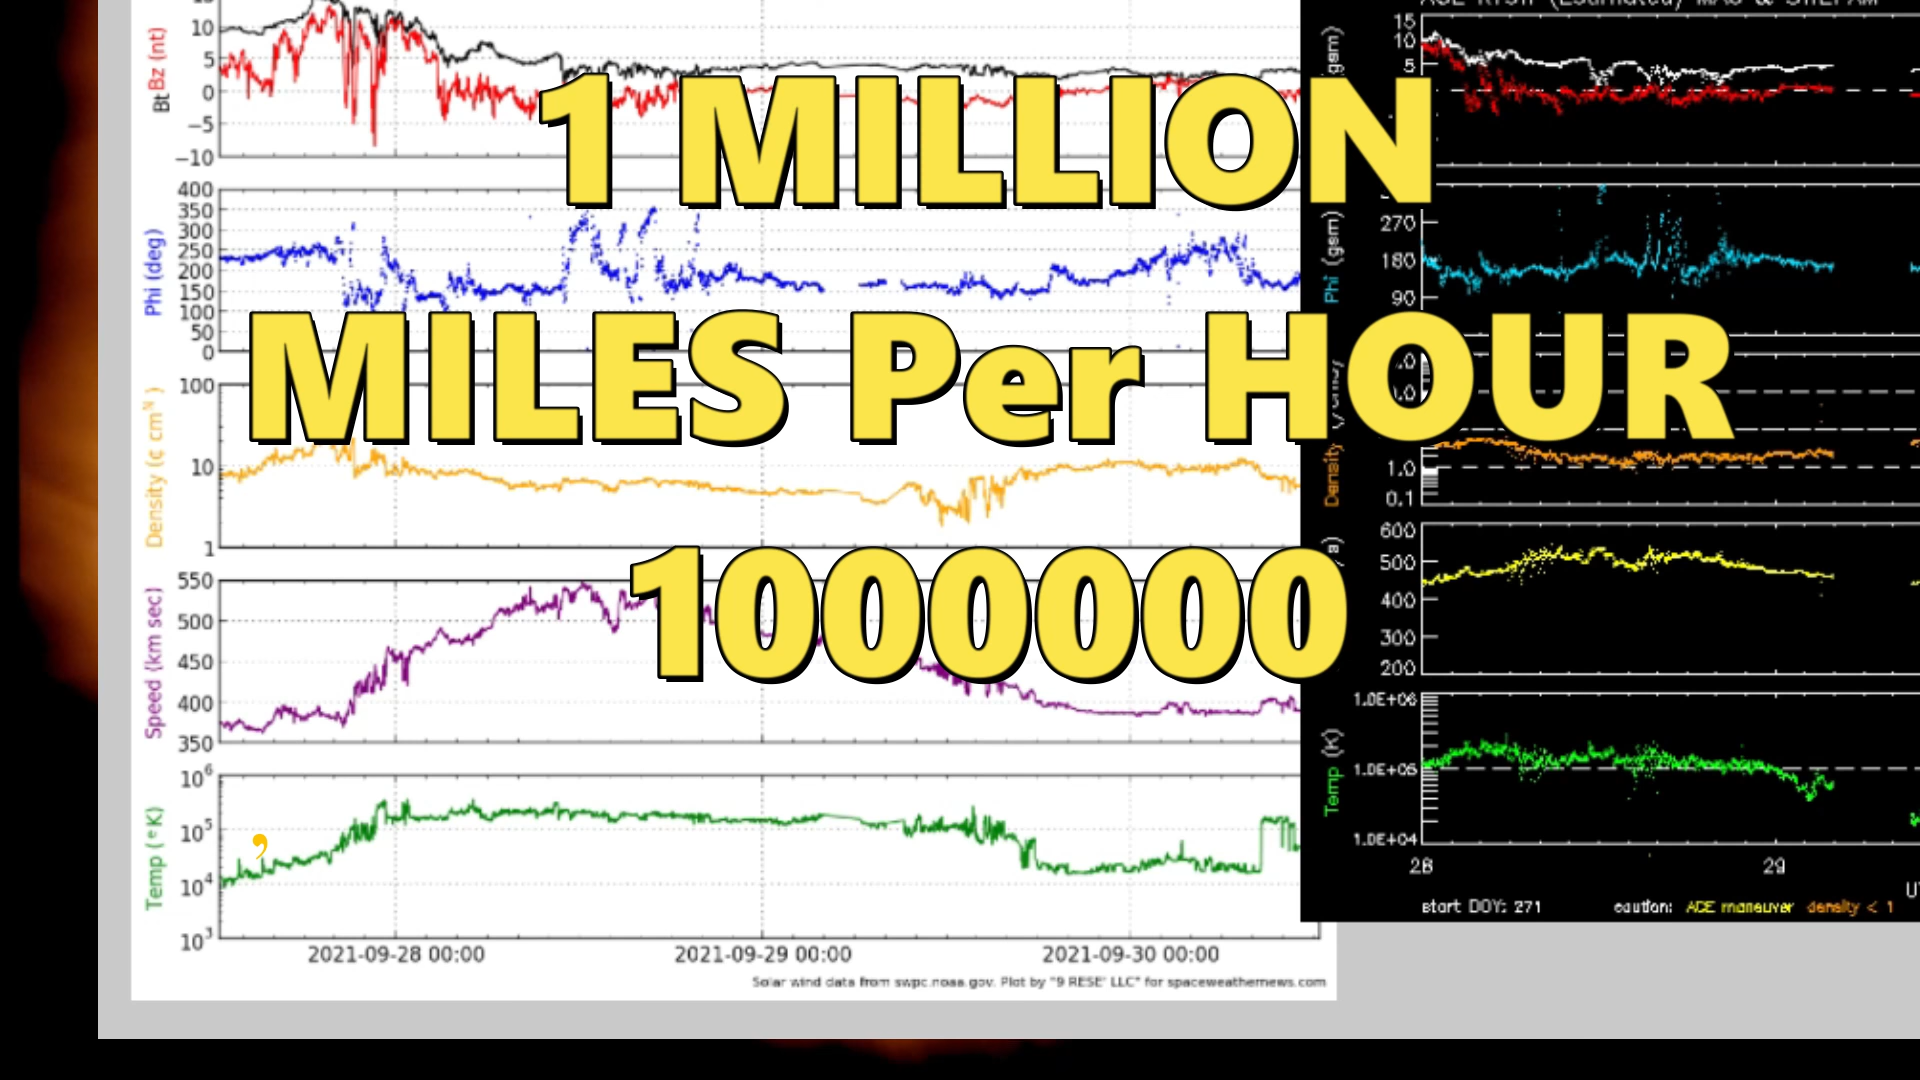 1 MILLION
MILES Per HOUR
1000000
,
10
5
0
−5
−10
Bt Bz (nt)
400
350
300
250
200
150
100
50
0
Phi (deg)
100
10
1
Density (c cm
550
500
450
400
350
Speed (km sec)
10⁶
10⁵
10⁴
10³
Temp (°K)
2021-09-28 00:00
2021-09-29 00:00
2021-09-30 00:00
Solar wind data from swpc.noaa.gov. Plot by "9 RESE' LLC" for spaceweathernews.com
(Estimated) MAG &
15
10
5
gsm)
270
180
90
Phi (gsm)
1.0
0.1
Density
600
500
400
300
200
1.0E+06
1.0E+05
1.0E+04
Temp (K)
28
29
start DOY: 271
caution: ACE maneuver density < 1